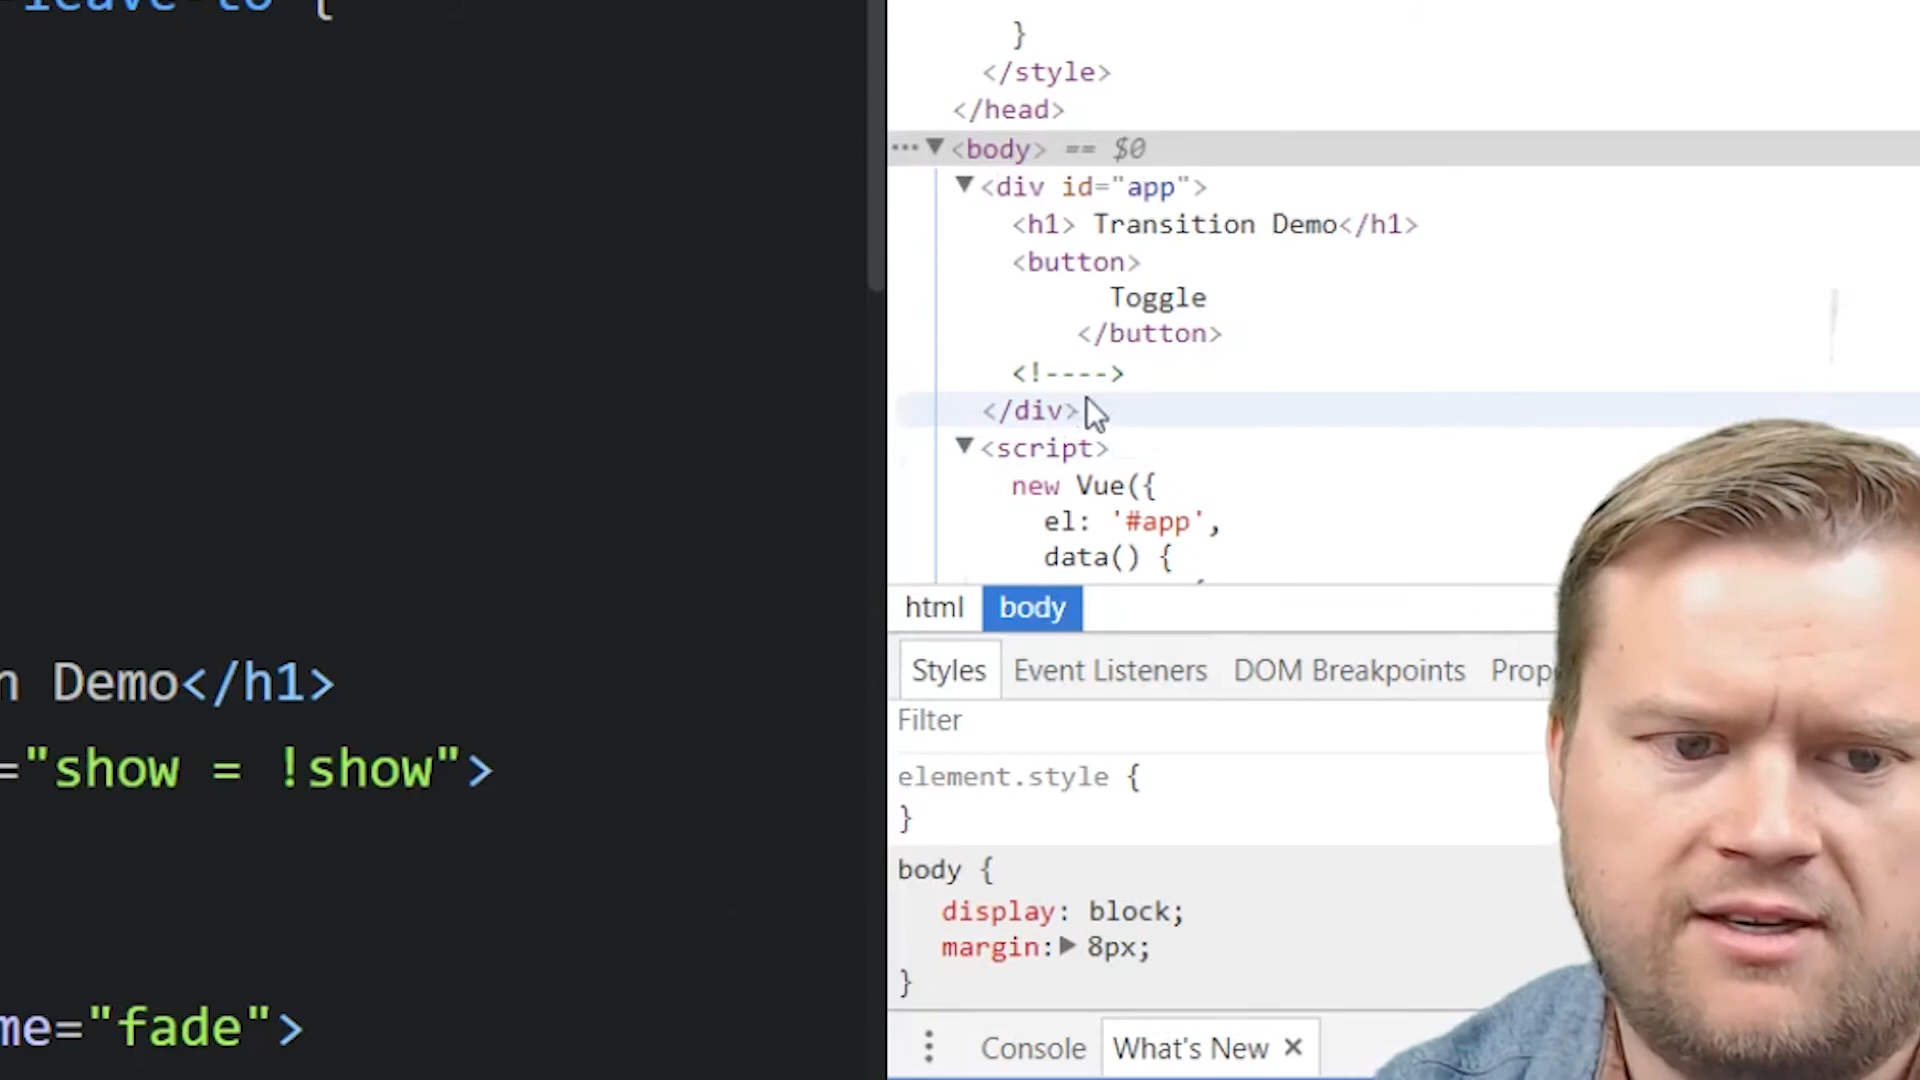 -leave-to {
n Demo</h1>
="show = !show">
me="fade">
}
</style>
</head>
··· ▼ <body> == $0
▼ <div id="app">
<h1> Transition Demo</h1>
<button>
Toggle
</button>
<!---->
</div>
▼ <script>
new Vue({
el: '#app',
data() {
html body
Styles Event Listeners DOM Breakpoints Prop
Filter
element.style {
}
body {
display: block;
margin:▶ 8px;
}
⋮ Console What's New ×